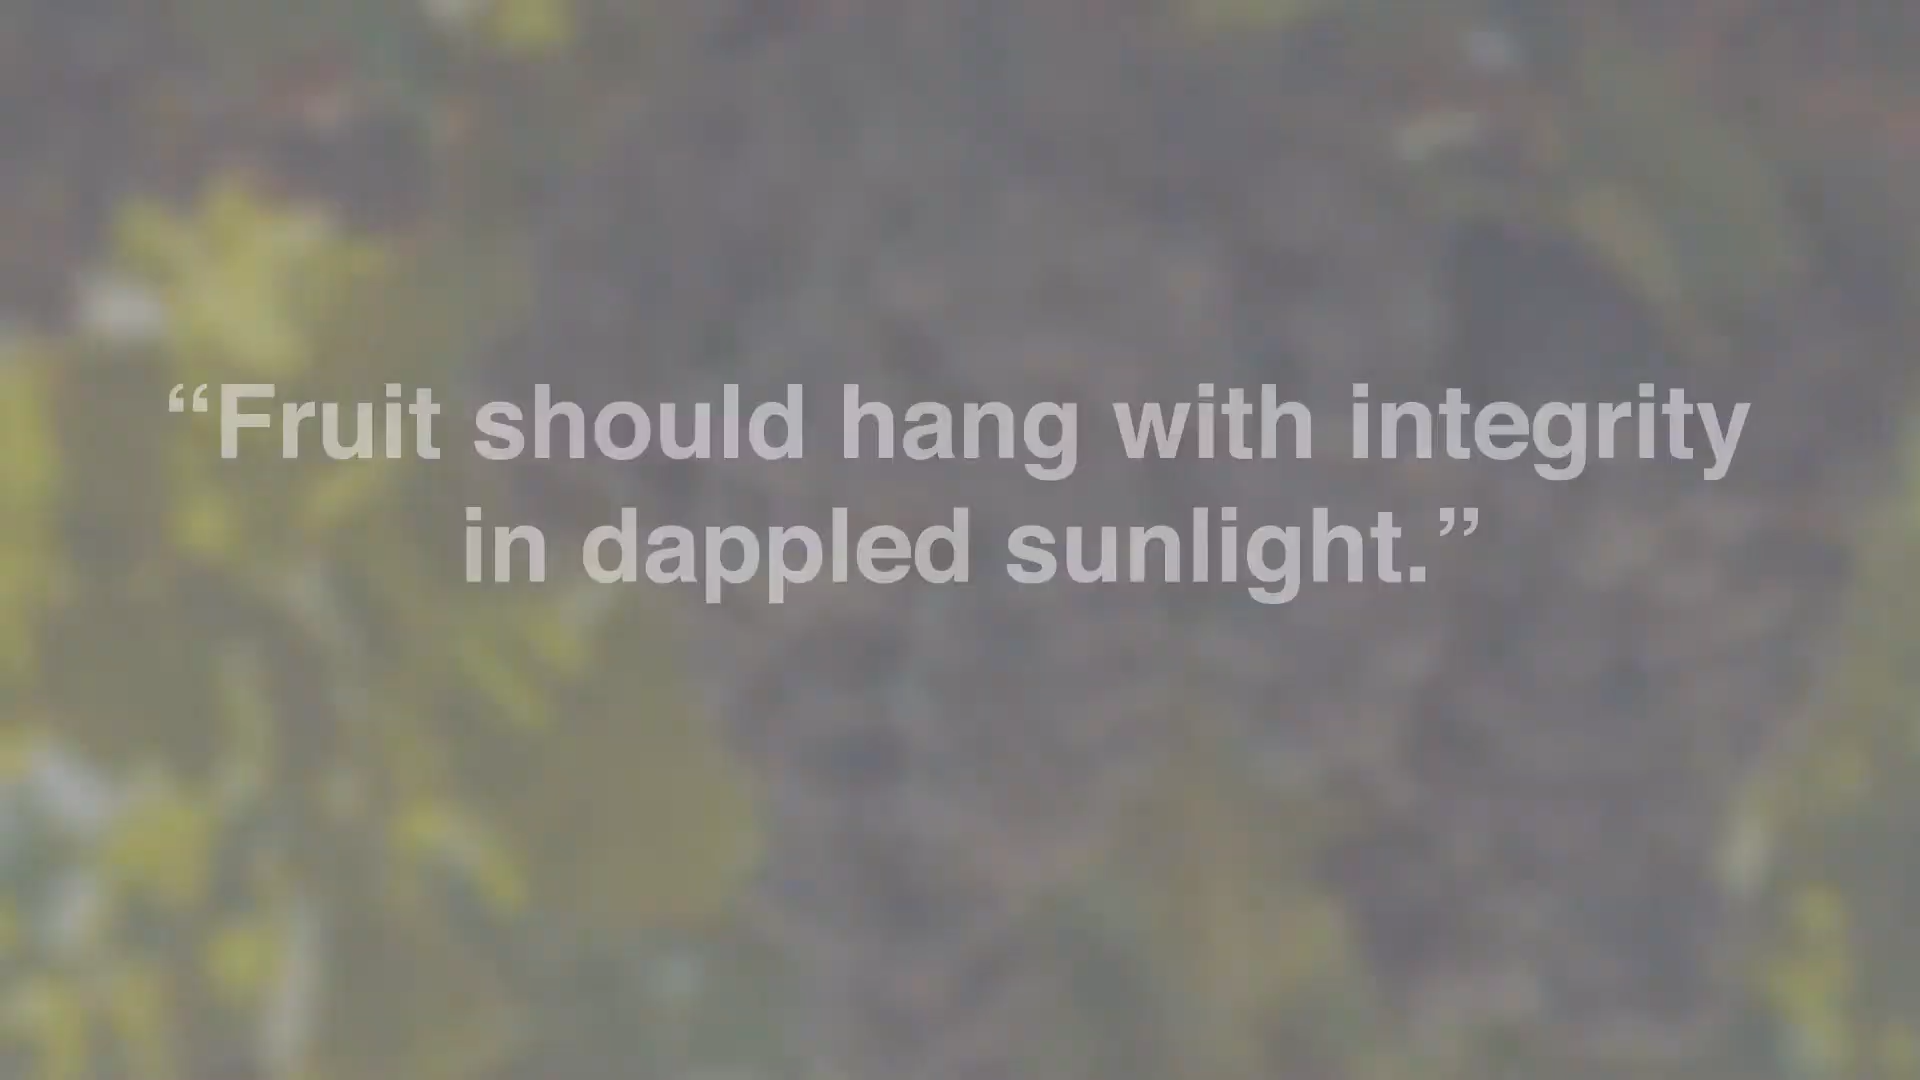 “Fruit should hang with integrity
in dappled sunlight.”